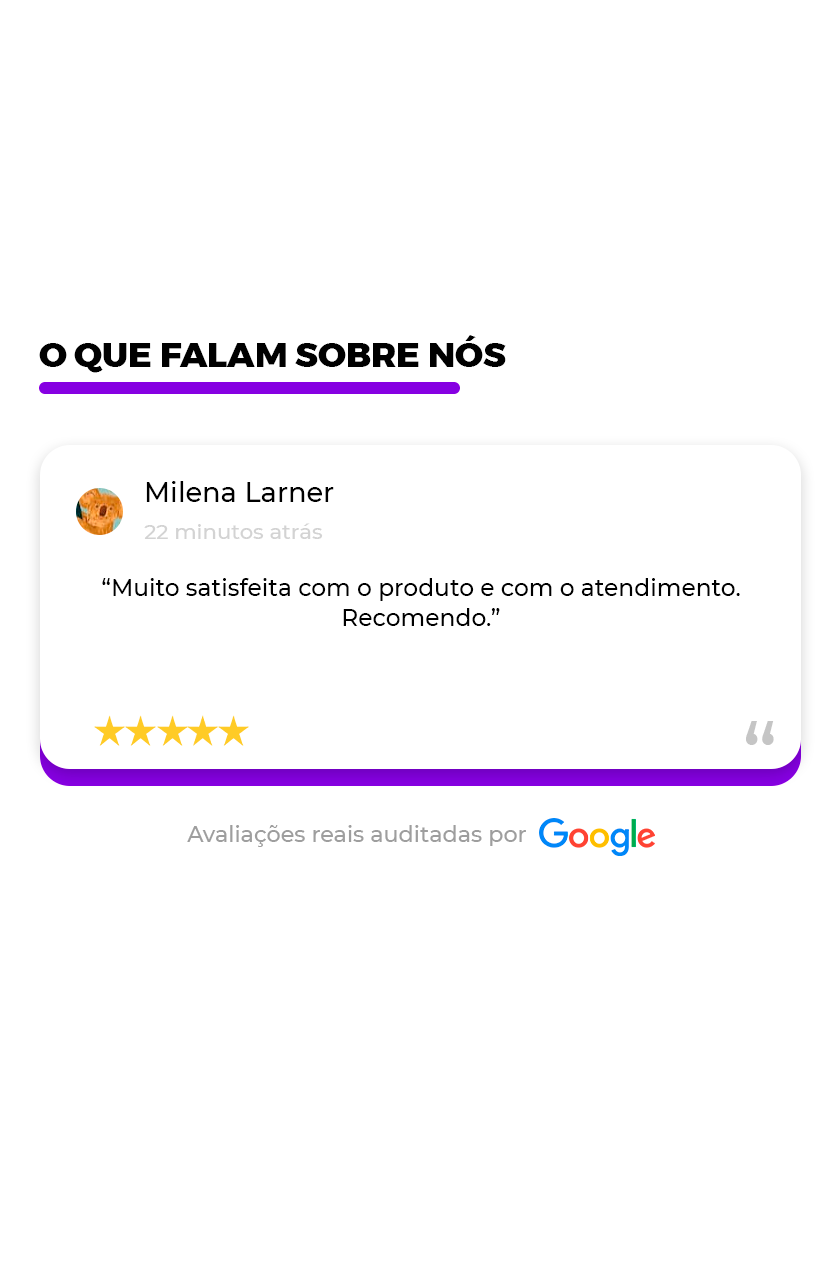 O QUE FALAM SOBRE NÓS
Milena Larner
22 minutos atrás
“Muito satisfeita com o produto e com o atendimento.
Recomendo.”
Avaliações reais auditadas por Google